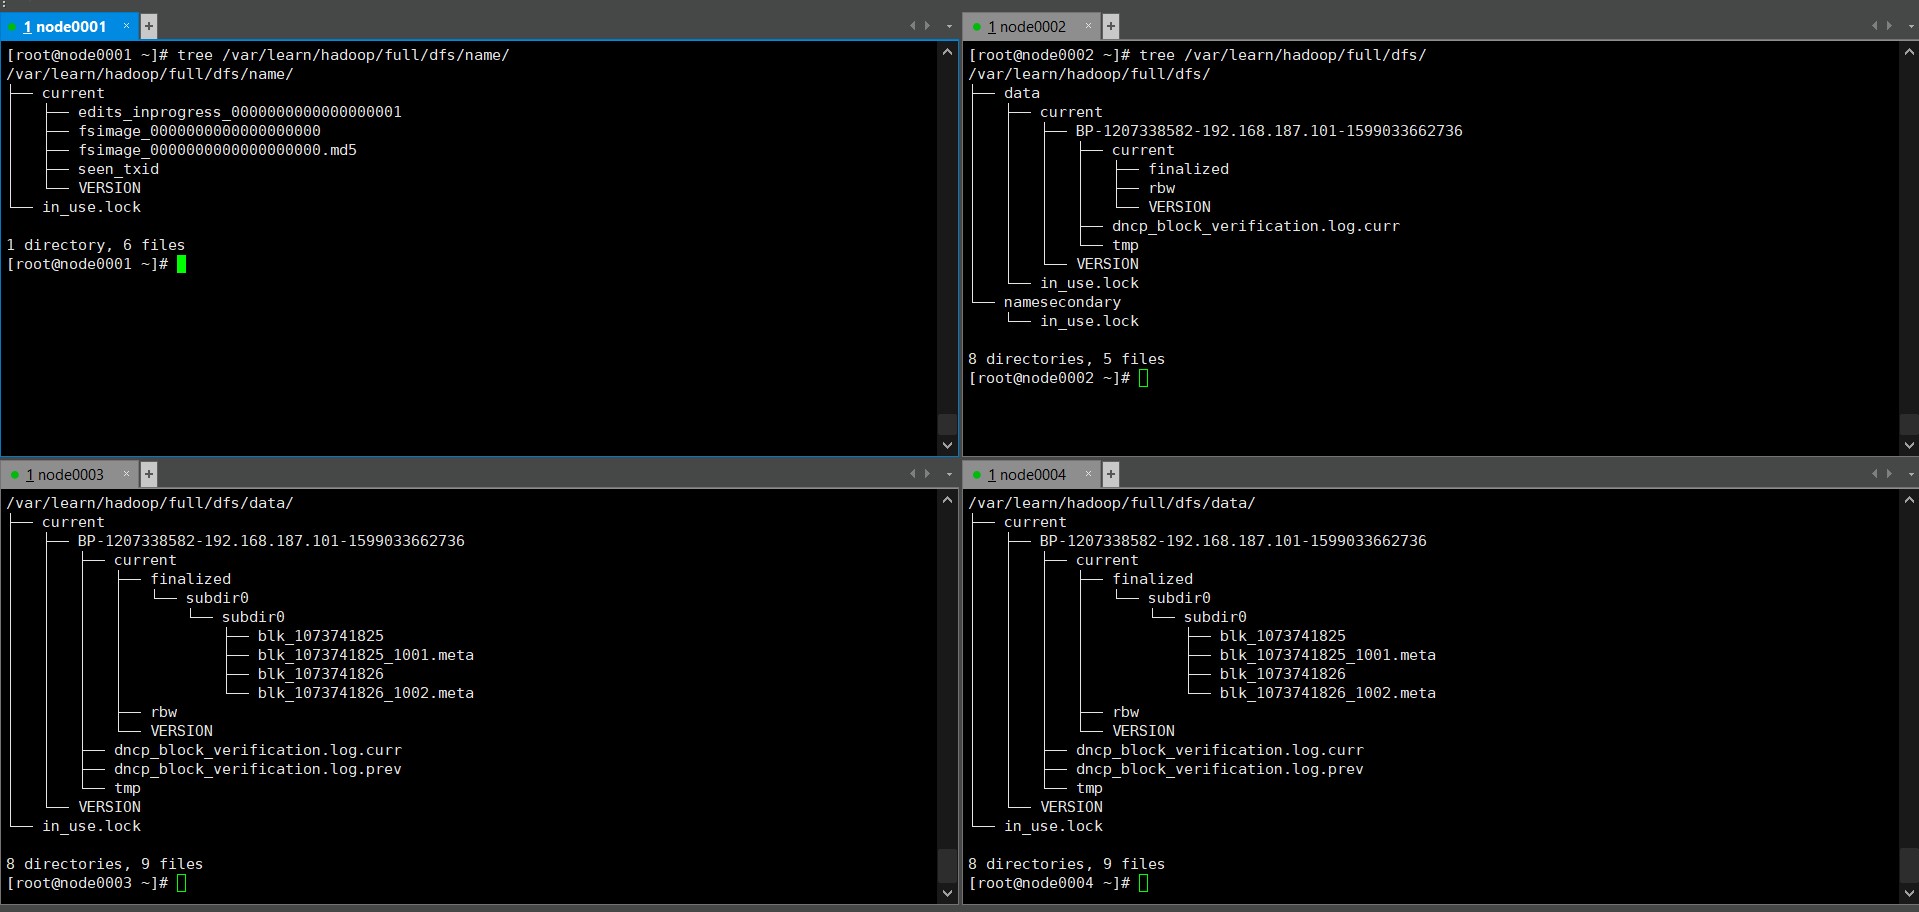 1 node0001 × +
[root@node0001 ~]# tree /var/learn/hadoop/full/dfs/name/
/var/learn/hadoop/full/dfs/name/
├── current
│   ├── edits_inprogress_0000000000000000001
│   ├── fsimage_0000000000000000000
│   ├── fsimage_0000000000000000000.md5
│   ├── seen_txid
│   └── VERSION
└── in_use.lock
1 directory, 6 files
[root@node0001 ~]#
1 node0002 × +
[root@node0002 ~]# tree /var/learn/hadoop/full/dfs/
/var/learn/hadoop/full/dfs/
├── data
│   ├── current
│   │   ├── BP-1207338582-192.168.187.101-1599033662736
│   │   │   ├── current
│   │   │   │   ├── finalized
│   │   │   │   ├── rbw
│   │   │   │   └── VERSION
│   │   │   ├── dncp_block_verification.log.curr
│   │   │   └── tmp
│   │   └── VERSION
│   └── in_use.lock
└── namesecondary
    └── in_use.lock
8 directories, 5 files
[root@node0002 ~]#
1 node0003 × +
/var/learn/hadoop/full/dfs/data/
├── current
│   ├── BP-1207338582-192.168.187.101-1599033662736
│   │   ├── current
│   │   │   ├── finalized
│   │   │   │   └── subdir0
│   │   │   │       └── subdir0
│   │   │   │           ├── blk_1073741825
│   │   │   │           ├── blk_1073741825_1001.meta
│   │   │   │           ├── blk_1073741826
│   │   │   │           └── blk_1073741826_1002.meta
│   │   │   ├── rbw
│   │   │   └── VERSION
│   │   ├── dncp_block_verification.log.curr
│   │   ├── dncp_block_verification.log.prev
│   │   └── tmp
│   └── VERSION
└── in_use.lock
8 directories, 9 files
[root@node0003 ~]#
1 node0004 × +
/var/learn/hadoop/full/dfs/data/
├── current
│   ├── BP-1207338582-192.168.187.101-1599033662736
│   │   ├── current
│   │   │   ├── finalized
│   │   │   │   └── subdir0
│   │   │   │       └── subdir0
│   │   │   │           ├── blk_1073741825
│   │   │   │           ├── blk_1073741825_1001.meta
│   │   │   │           ├── blk_1073741826
│   │   │   │           └── blk_1073741826_1002.meta
│   │   │   ├── rbw
│   │   │   └── VERSION
│   │   ├── dncp_block_verification.log.curr
│   │   ├── dncp_block_verification.log.prev
│   │   └── tmp
│   └── VERSION
└── in_use.lock
8 directories, 9 files
[root@node0004 ~]#